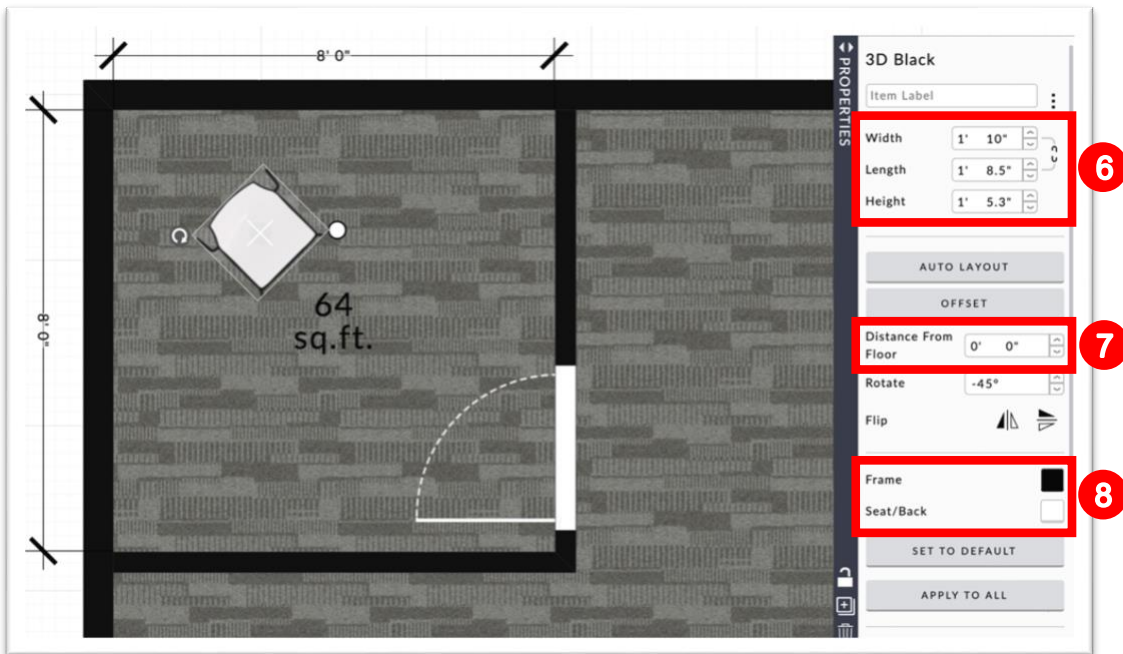 8' 0"
8' 0"
64
sq.ft.
PROPERTIES
3D Black
Item Label
Width 1' 10"
Length 1' 8.5"
Height 1' 5.3"
6
AUTO LAYOUT
OFFSET
Distance From
Floor 0' 0"
7
Rotate -45°
Flip
Frame
Seat/Back
8
SET TO DEFAULT
APPLY TO ALL